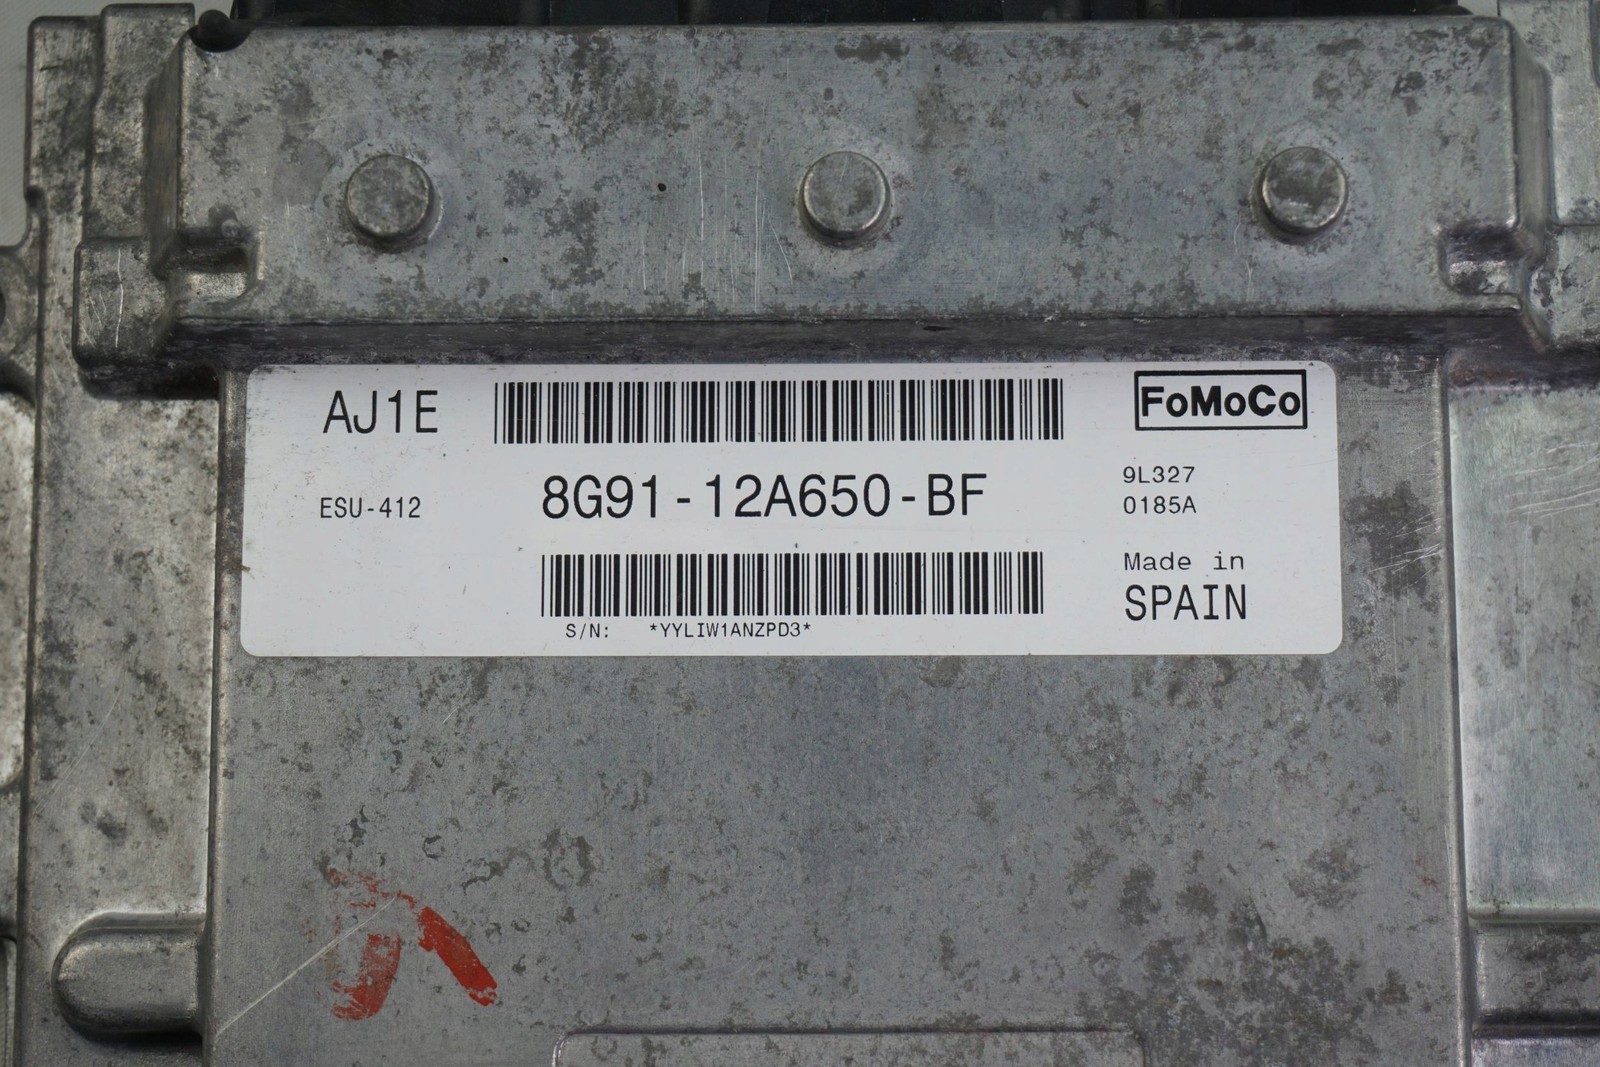 AJ1E
FoMoCo
ESU-412
8G91-12A650-BF
9L327
0185A
Made in
SPAIN
S/N: *YYLIW1ANZPD3*